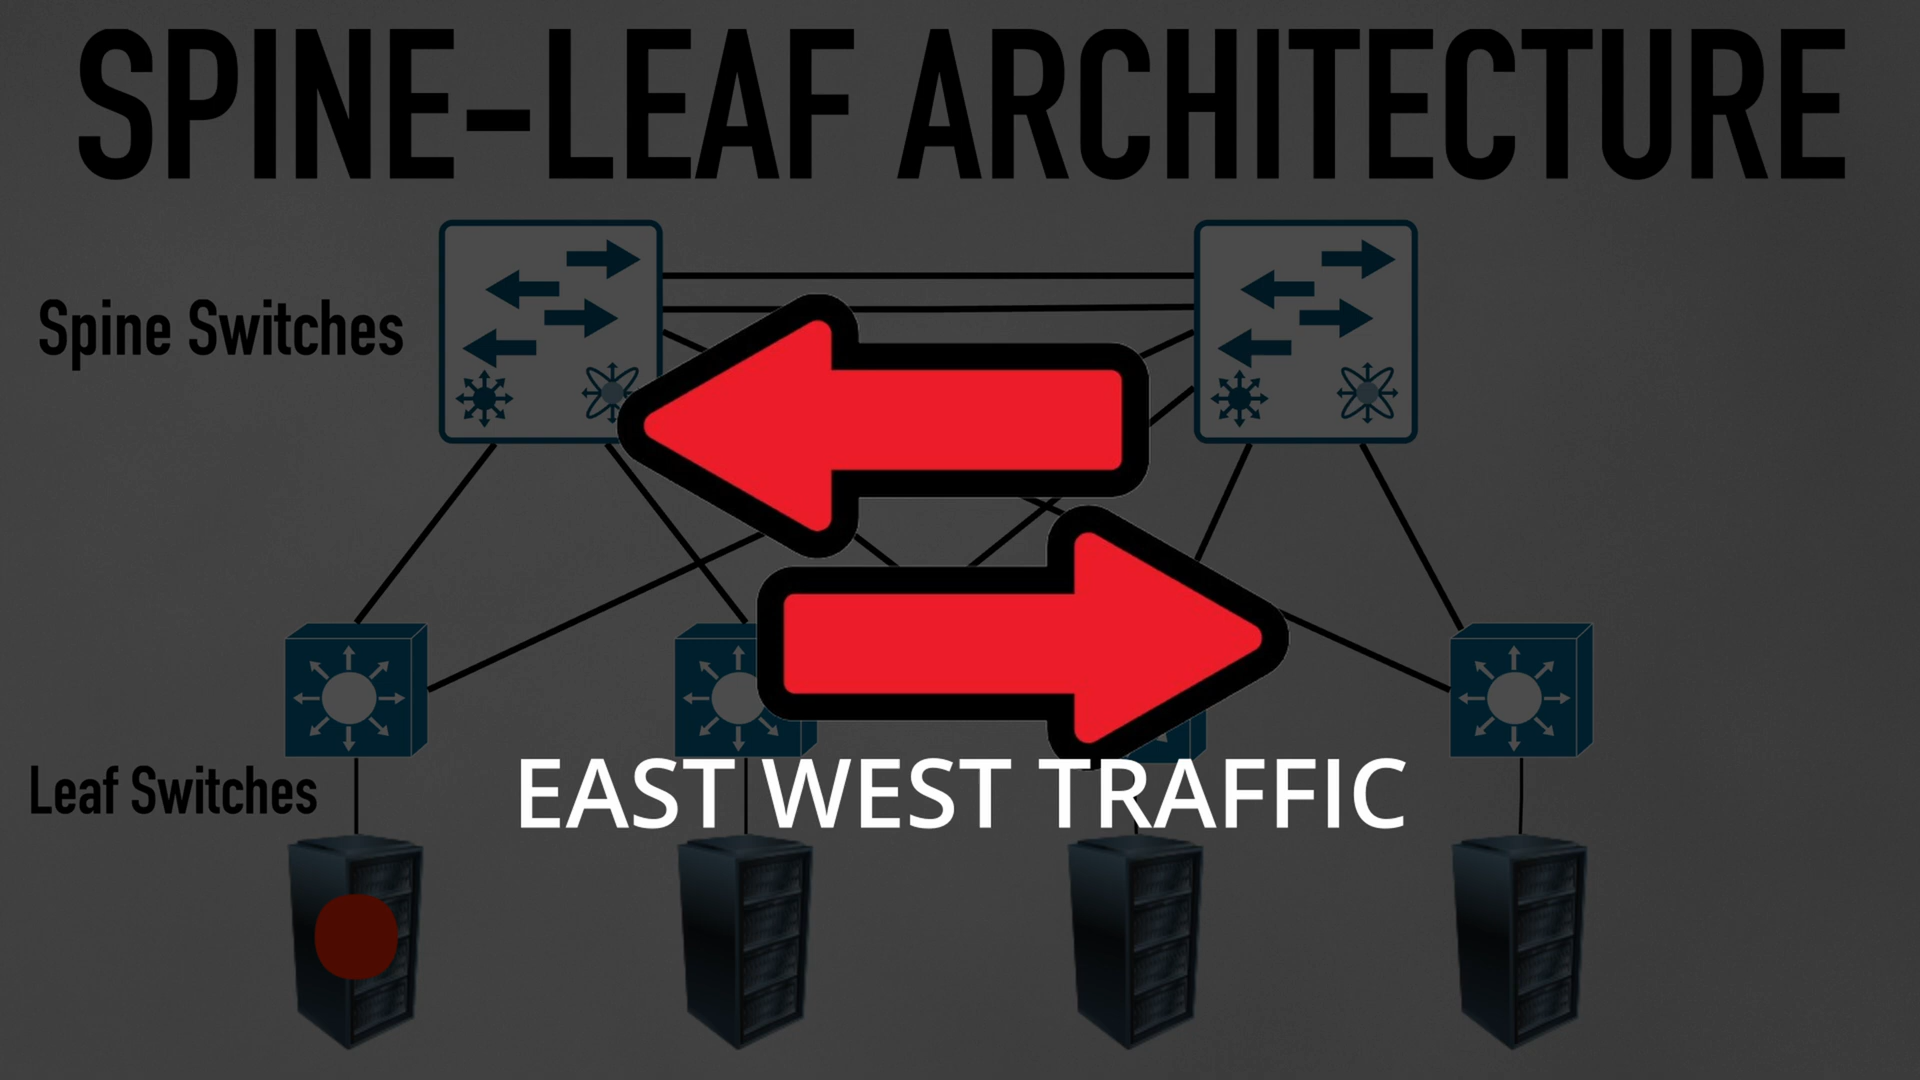 SPINE-LEAF ARCHITECTURE
Spine Switches
Leaf Switches
EAST WEST TRAFFIC